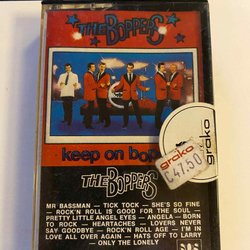 THE BOPPERS
keep on bop
grako
47.50
grako
THE BOPPERS
MR BASSMAN — TICK TOCK — SHE'S SO FINE
— ROCK'N ROLL IS GOOD FOR THE SOUL —
PRETTY LITTLE ANGEL EYES — ANGELA — BORN
TO ROCK — HEARTACHES — LOVERS NEVER
SAY GOODBYE — ROCK'N ROLL AGE — I'M IN
LOVE ALL OVER AGAIN — HATS OFF TO LARRY
— ONLY THE LONELY
SOS